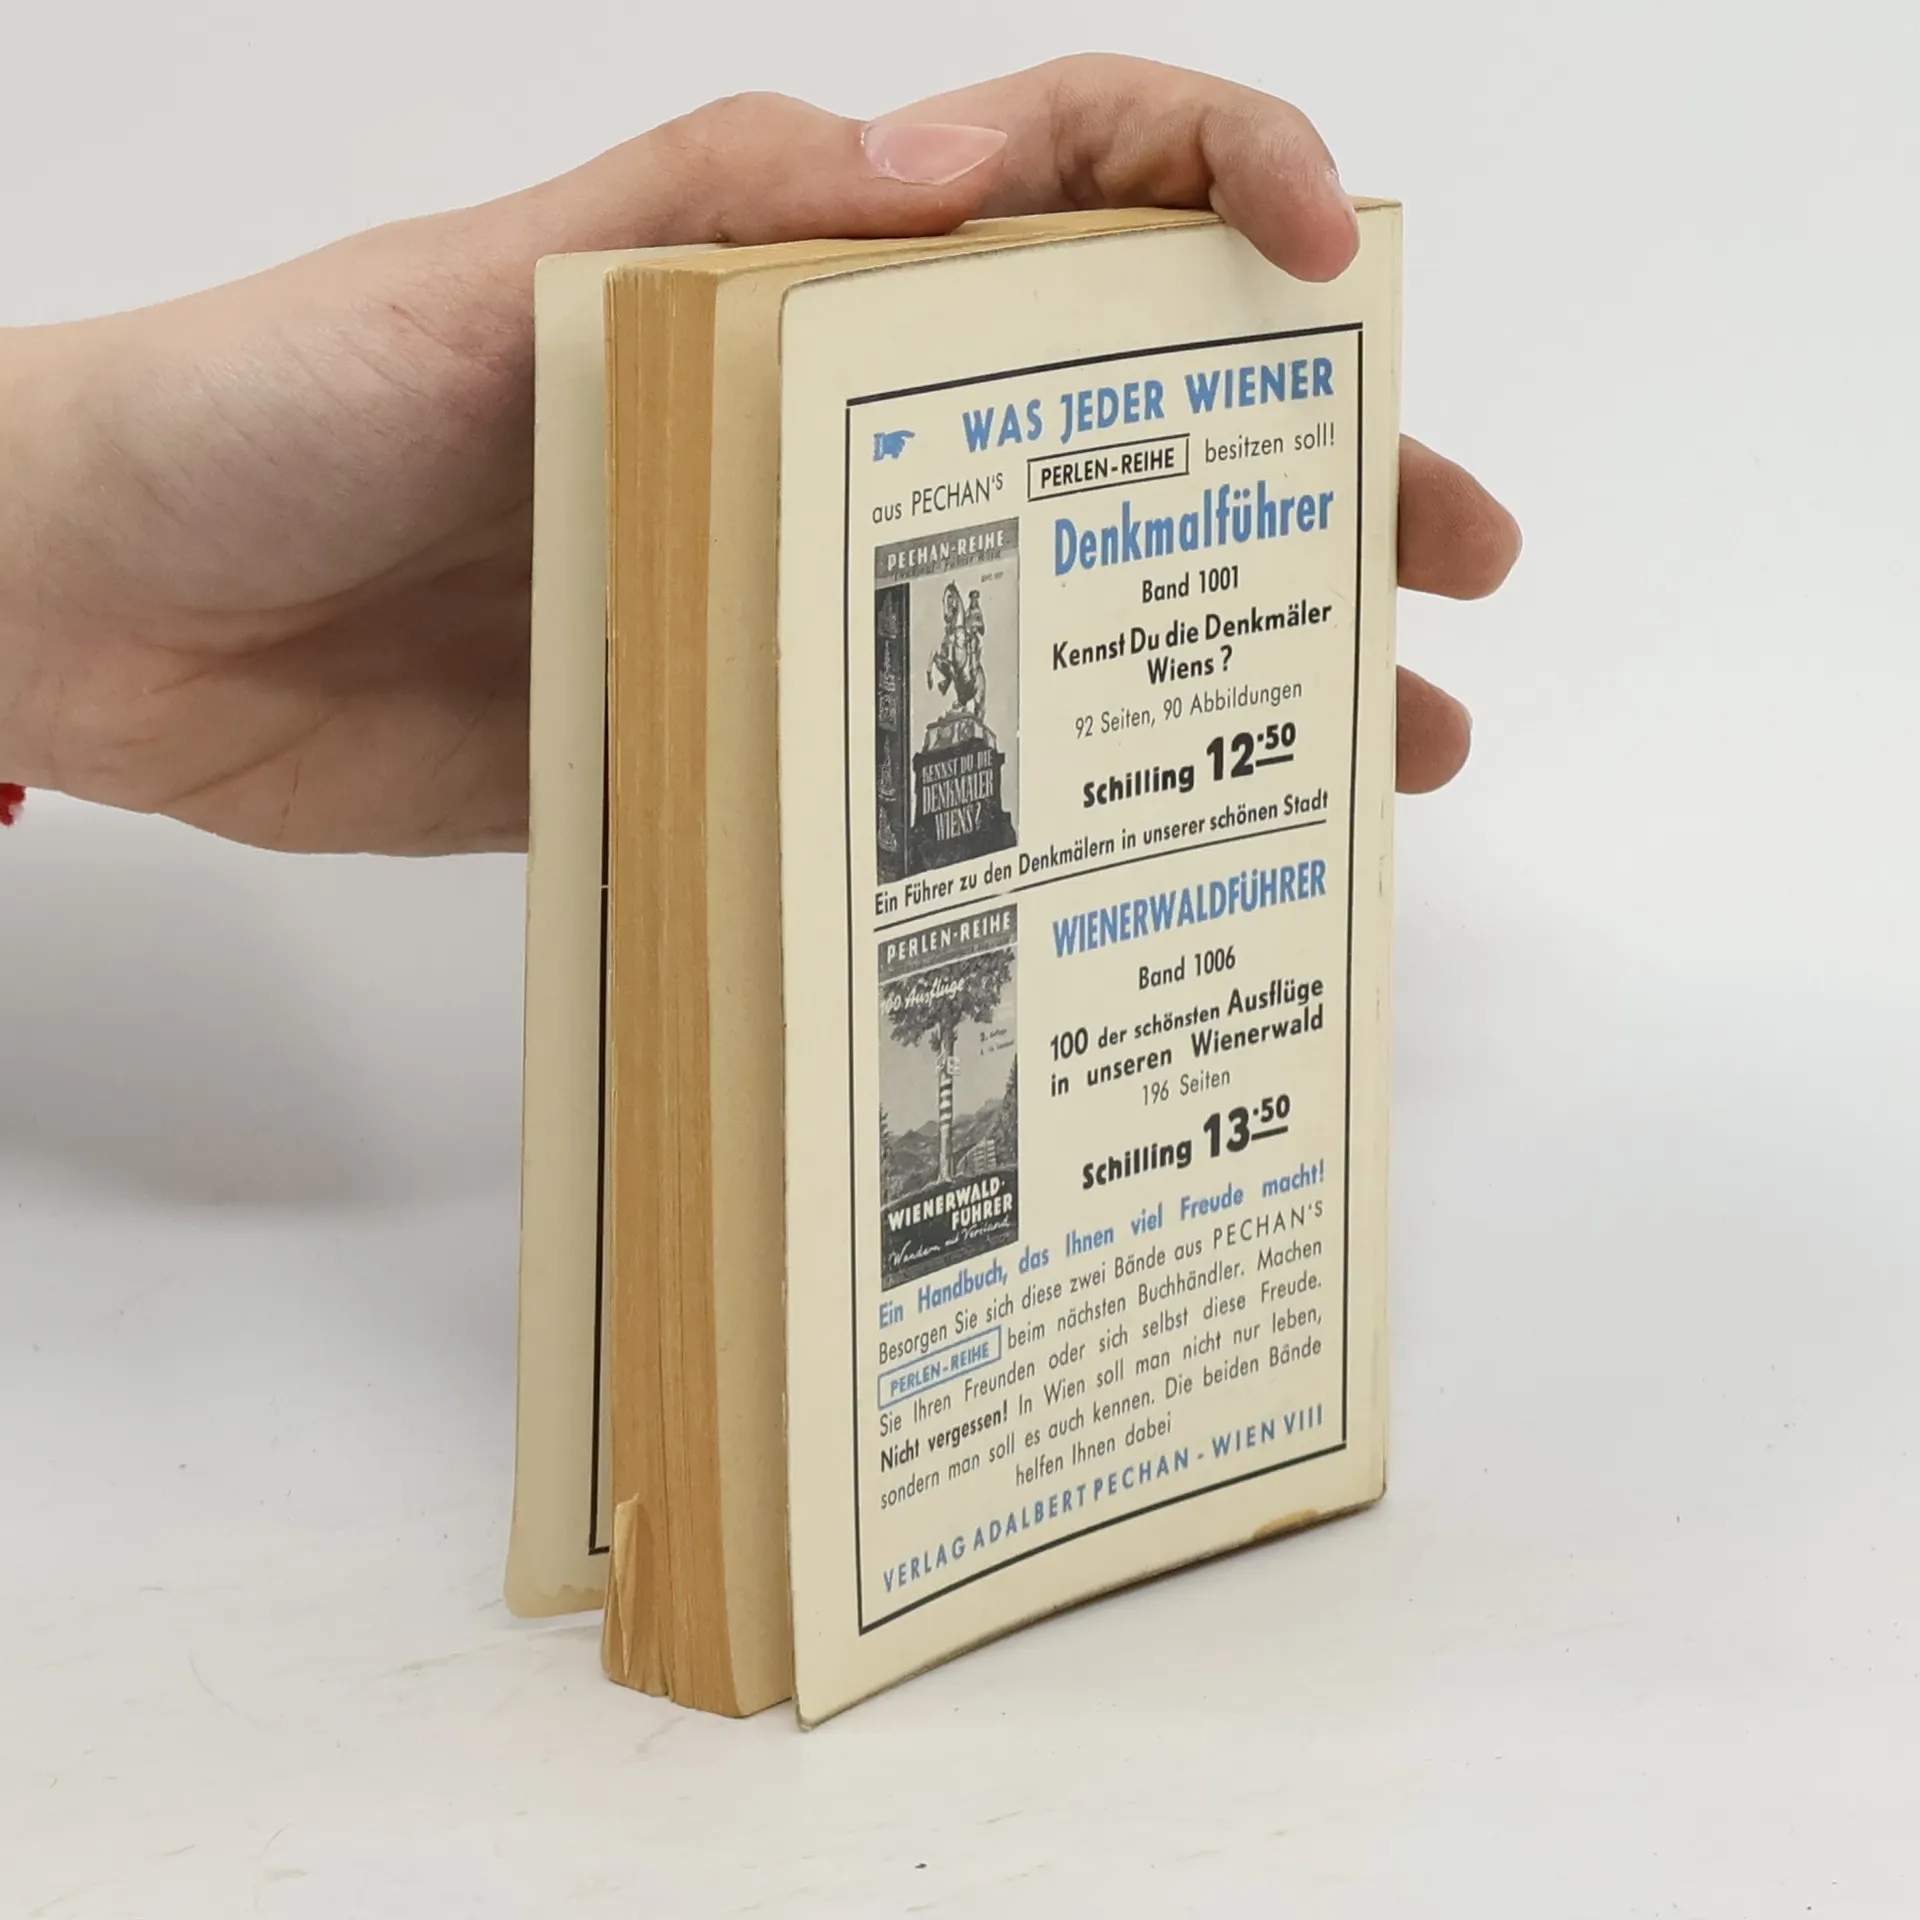 WAS JEDER WIENER
aus PECHAN'S PERLEN-REIHE besitzen soll!
PECHAN-REIHE
KENNST DU DIE
DENKMÄLER
WIENS?
Denkmalführer
Band 1001
Kennst Du die Denkmäler
Wiens?
92 Seiten, 90 Abbildungen
Schilling 12·50
Ein Führer zu den Denkmälern in unserer schönen Stadt
PERLEN-REIHE
100 Ausflüge
WIENERWALD-
FÜHRER
WIENERWALDFÜHRER
Band 1006
100 der schönsten Ausflüge
in unseren Wienerwald
196 Seiten
Schilling 13·50
Ein Handbuch, das Ihnen viel Freude macht!
Besorgen Sie sich diese zwei Bände aus PECHAN'S
PERLEN-REIHE beim nächsten Buchhändler. Machen
Sie Ihren Freunden oder sich selbst diese Freude.
Nicht vergessen! In Wien soll man nicht nur leben,
sondern man soll es auch kennen. Die beiden Bände
helfen Ihnen dabei
VERLAG ADALBERT PECHAN - WIEN VIII